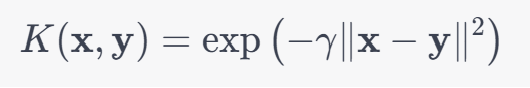 K(𝐱, 𝐲) = exp (−γ‖𝐱 − 𝐲‖²)